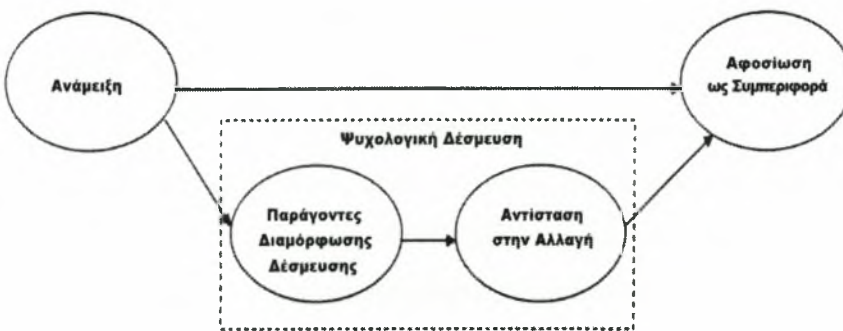 Ανάμειξη
Αφοσίωση
ως Συμπεριφορά
Ψυχολογική Δέσμευση
Παράγοντες
Διαμόρφωσης
Δέσμευσης
Αντίσταση
στην Αλλαγή